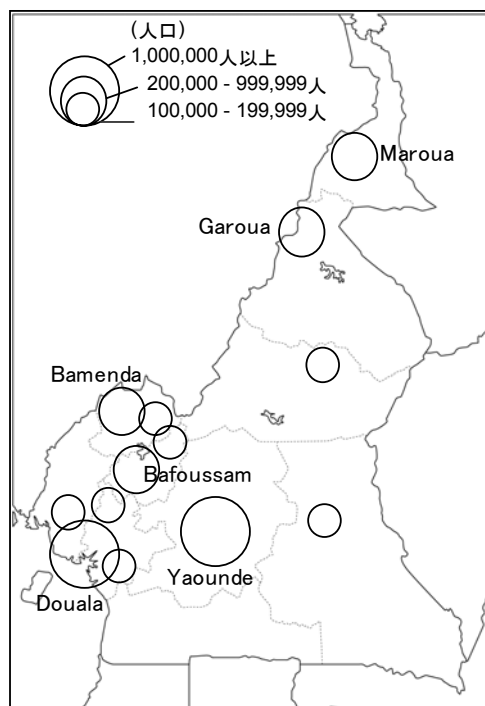 (人口)
1,000,000人以上
200,000 - 999,999人
100,000 - 199,999人
Maroua
Garoua
Bamenda
Bafoussam
Yaounde
Douala